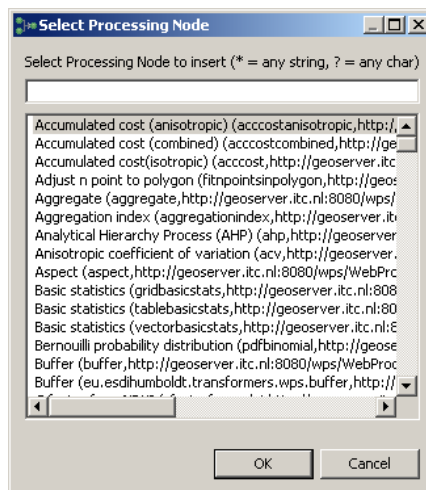 Select Processing Node
Select Processing Node to insert (* = any string, ? = any char)
Accumulated cost (anisotropic) (acccostanisotropic,http:/,
Accumulated cost (combined) (acccostcombined,http://ge
Accumulated cost(isotropic) (acccost,http://geoserver.itc
Adjust n point to polygon (fitnpointsinpolygon,http://geos
Aggregate (aggregate,http://geoserver.itc.nl:8080/wps/
Aggregation index (aggregationindex,http://geoserver.it
Analytical Hierarchy Process (AHP) (ahp,http://geoserver
Anisotropic coefficient of variation (acv,http://geoserver.
Aspect (aspect,http://geoserver.itc.nl:8080/wps/WebPro
Basic statistics (gridbasicstats,http://geoserver.itc.nl:808
Basic statistics (tablebasicstats,http://geoserver.itc.nl:80
Basic statistics (vectorbasicstats,http://geoserver.itc.nl:8
Bernouilli probability distribution (pdfbinomial,http://geose
Buffer (buffer,http://geoserver.itc.nl:8080/wps/WebProc
Buffer (eu.esdihumboldt.transformers.wps.buffer,http://
OK
Cancel